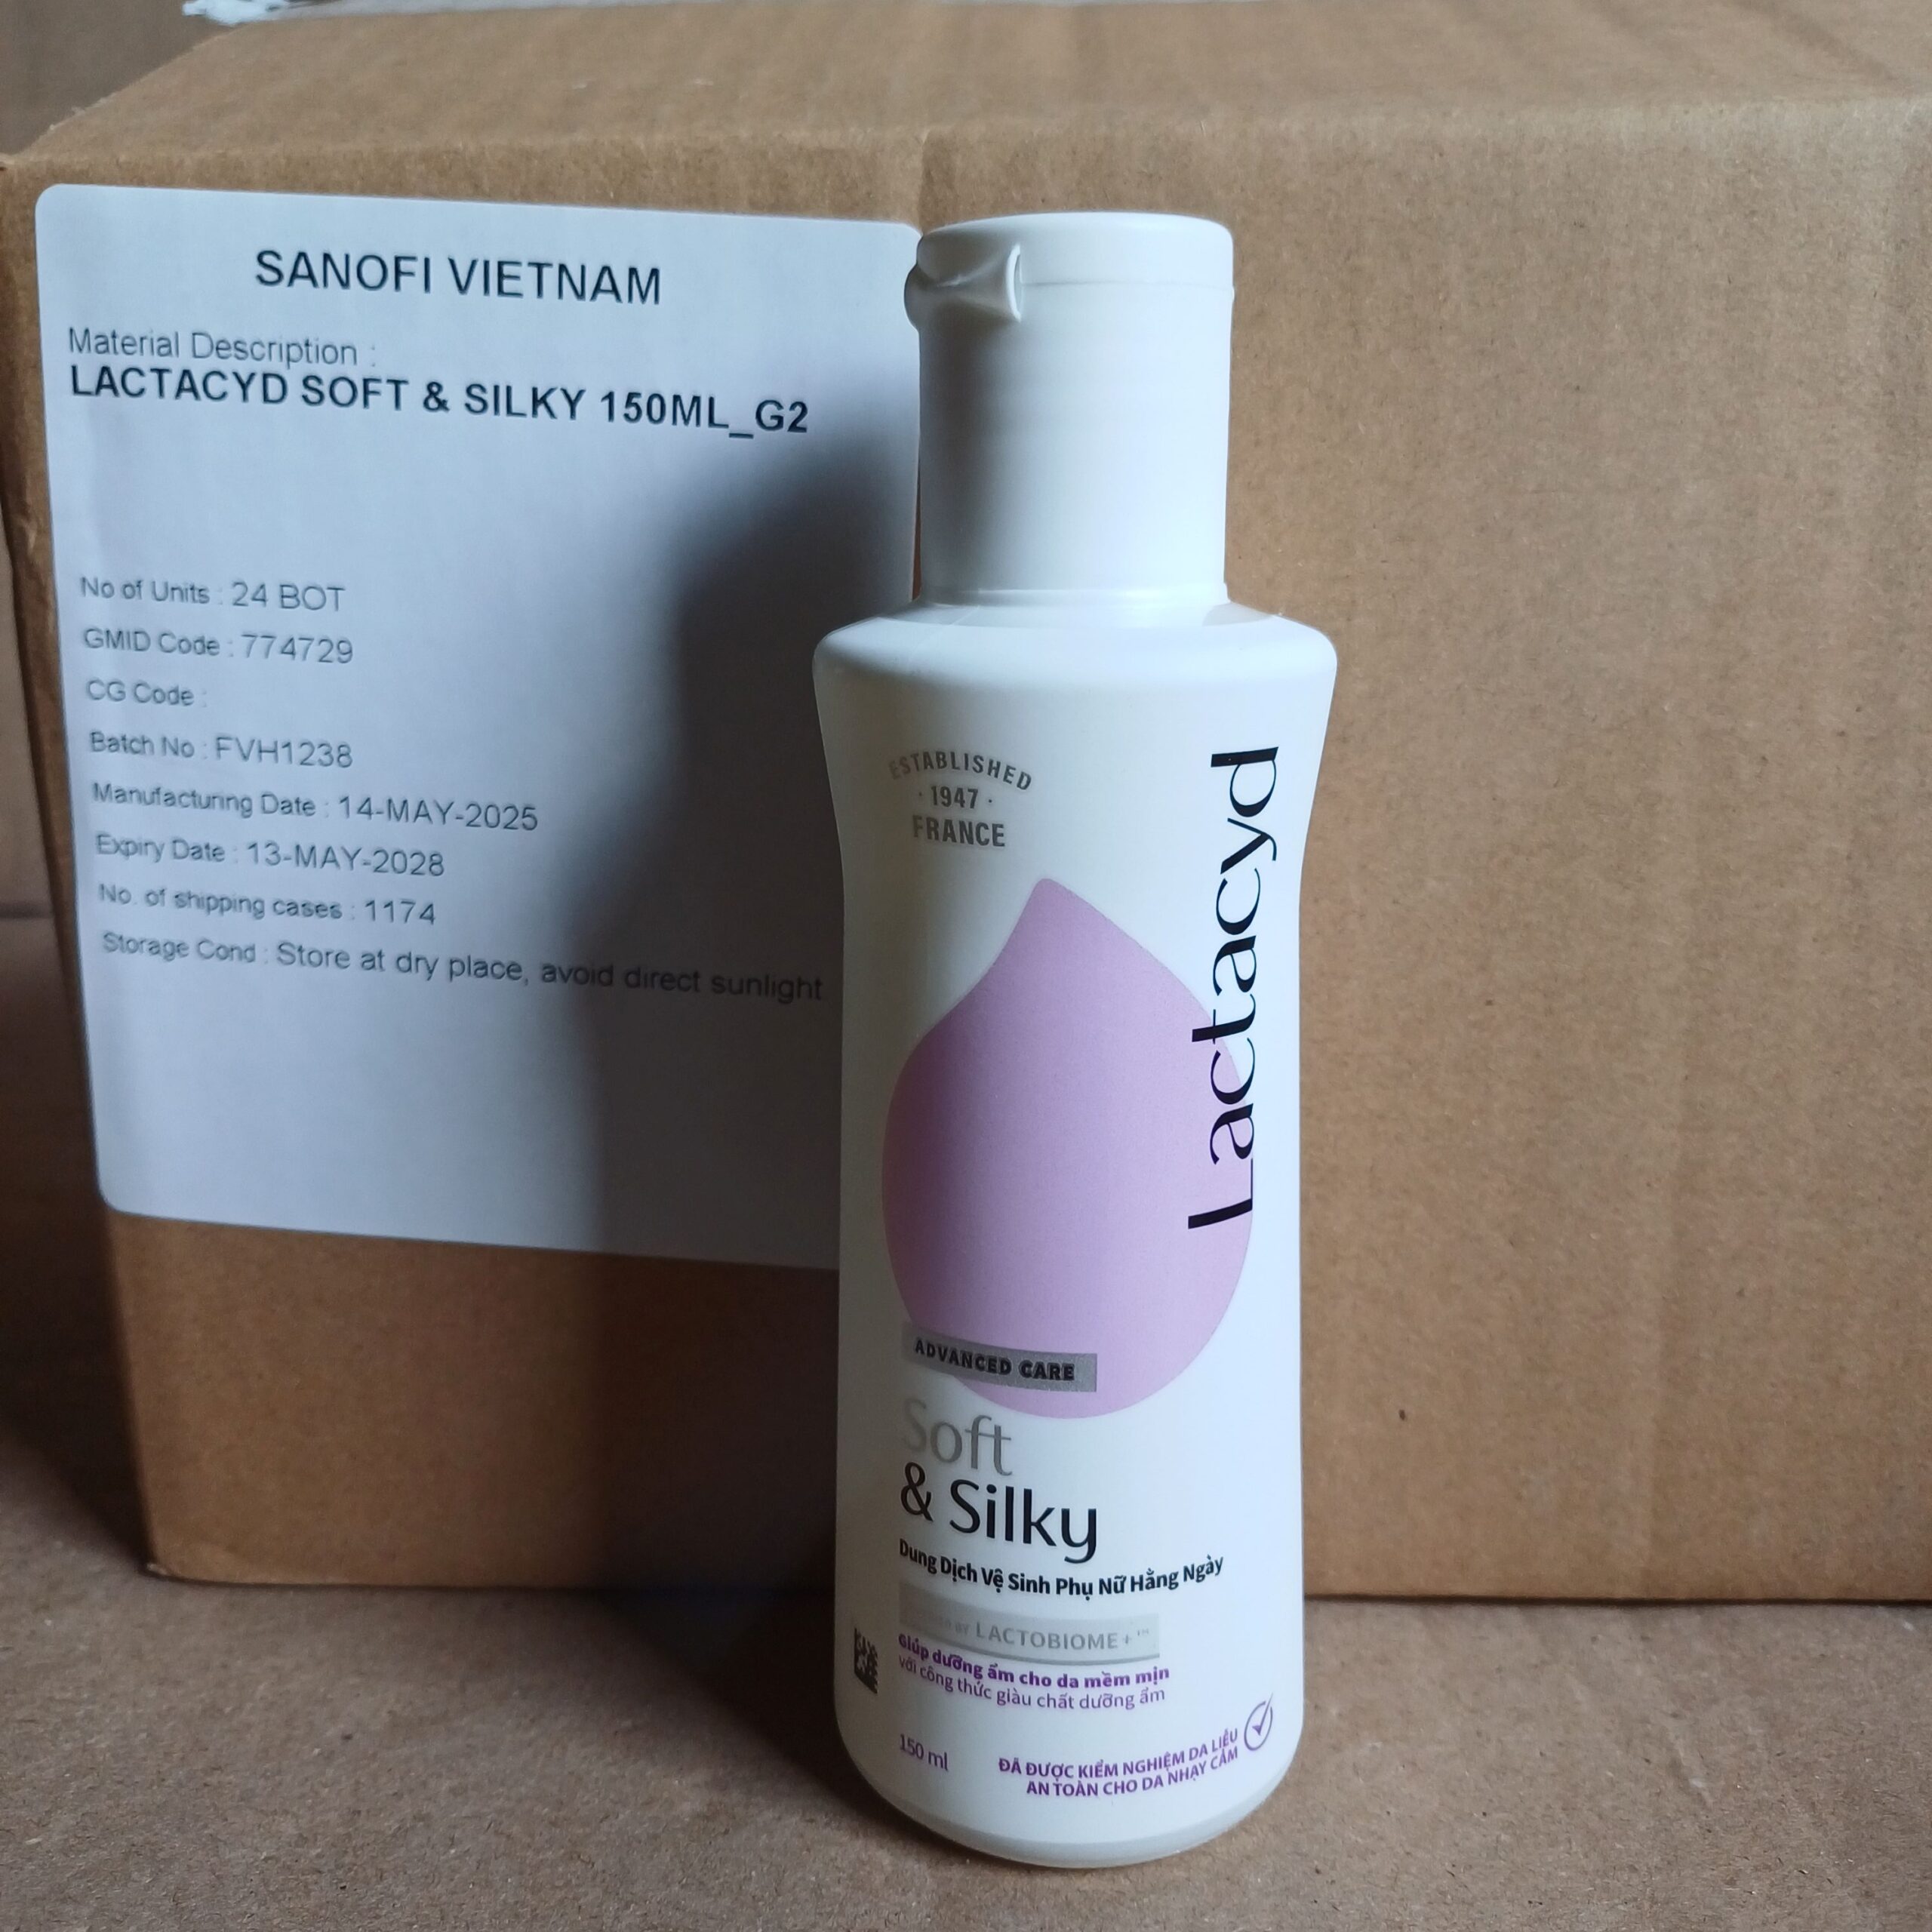 SANOFI VIETNAM
Material Description :
LACTACYD SOFT & SILKY 150ML_G2
No of Units : 24 BOT
GMID Code : 774729
CG Code :
Batch No : FVH1238
Manufacturing Date : 14-MAY-2025
Expiry Date : 13-MAY-2028
No. of shipping cases : 1174
Storage Cond : Store at dry place, avoid direct sunlight
ESTABLISHED
· 1947 ·
FRANCE
Lactacyd
ADVANCED CARE
Soft
& Silky
Dung Dịch Vệ Sinh Phụ Nữ Hằng Ngày
BY LACTOBIOME+™
Giúp dưỡng ẩm cho da mềm mịn
với công thức giàu chất dưỡng ẩm
150 ml
ĐÃ ĐƯỢC KIỂM NGHIỆM DA LIỄU
AN TOÀN CHO DA NHẠY CẢM